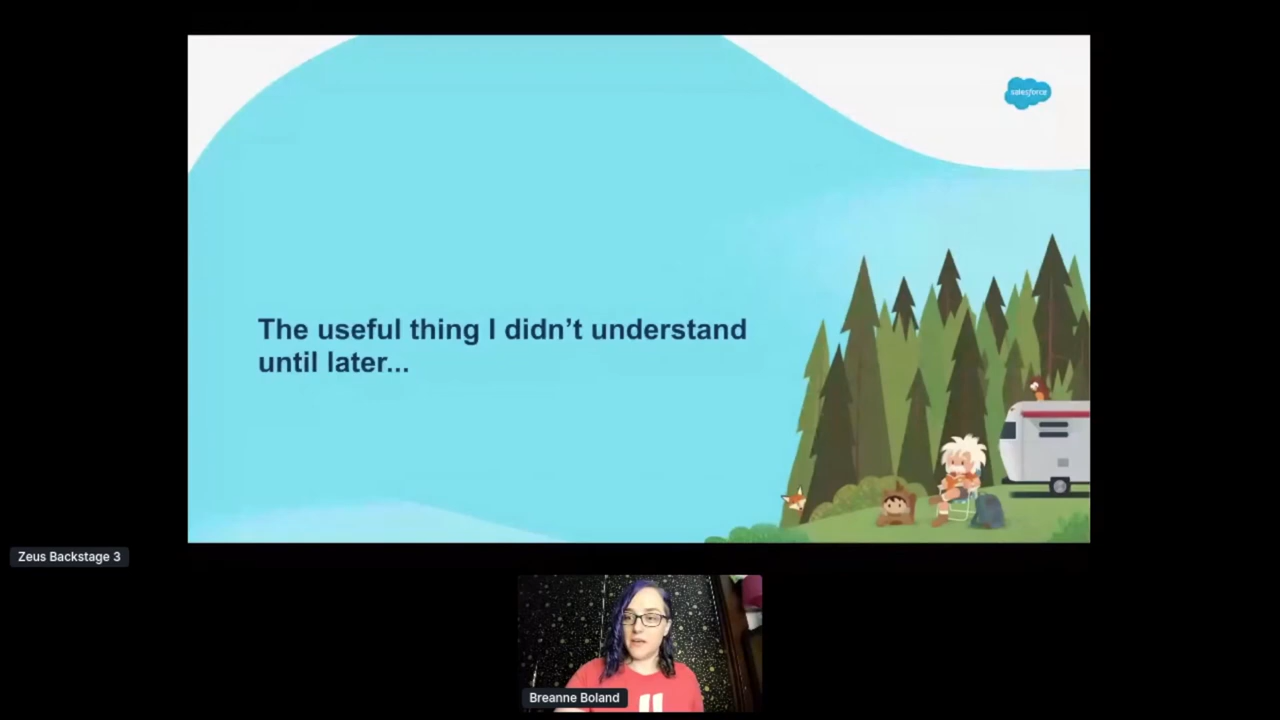 salesforce
The useful thing I didn’t understand
until later...
Zeus Backstage 3
Breanne Boland